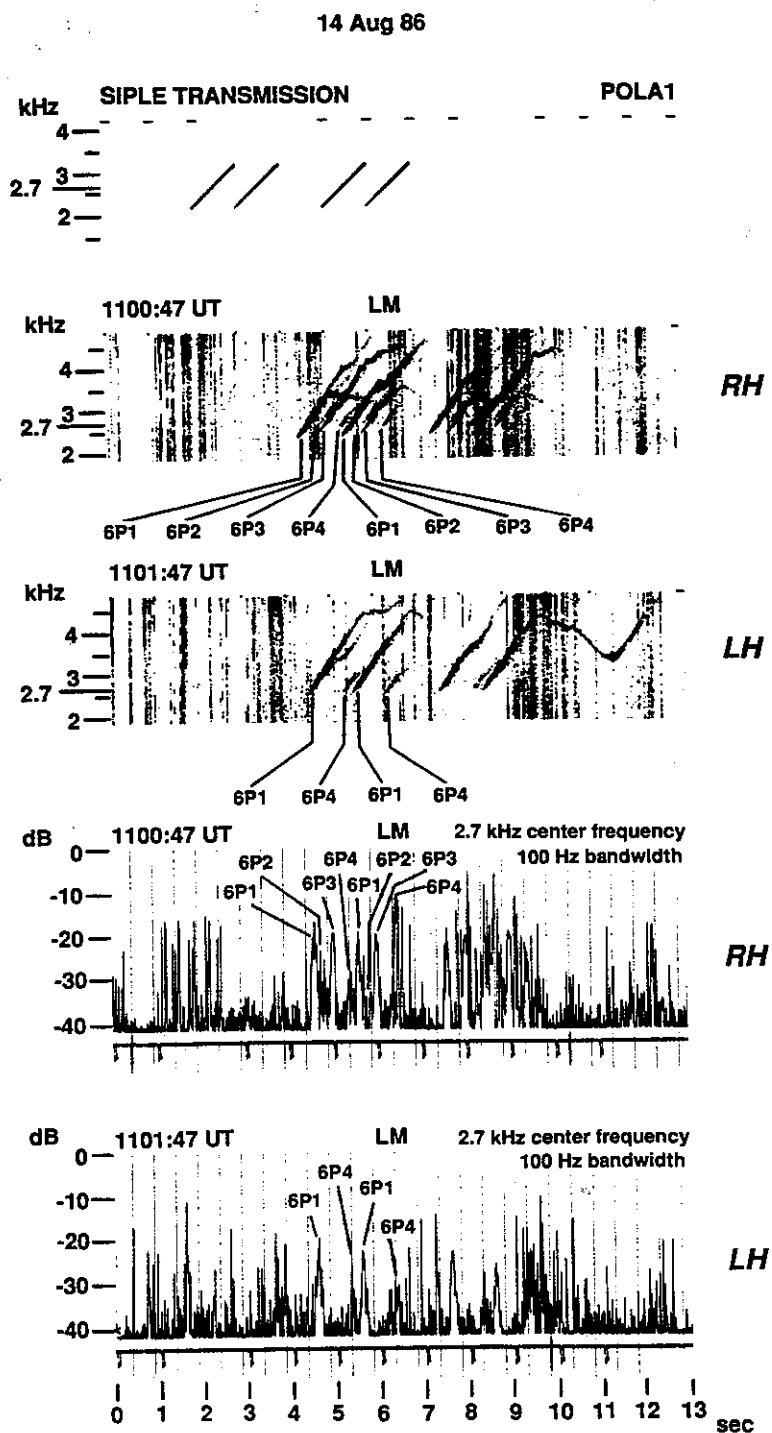 14 Aug 86
SIPLE TRANSMISSION POLA1
kHz
4
3
2.7
2
1100:47 UT LM
kHz
4
3
2.7
2
RH
6P1 6P2 6P3 6P4 6P1 6P2 6P3 6P4
1101:47 UT LM
kHz
4
3
2.7
2
LH
6P1 6P4 6P1 6P4
dB 1100:47 UT LM 2.7 kHz center frequency
100 Hz bandwidth
0
-10
-20
-30
-40
6P2 6P4 6P2 6P3
6P1 6P3 6P1 6P4
RH
dB 1101:47 UT LM 2.7 kHz center frequency
100 Hz bandwidth
0
-10
-20
-30
-40
6P4 6P1
6P1 6P4
LH
0 1 2 3 4 5 6 7 8 9 10 11 12 13
sec